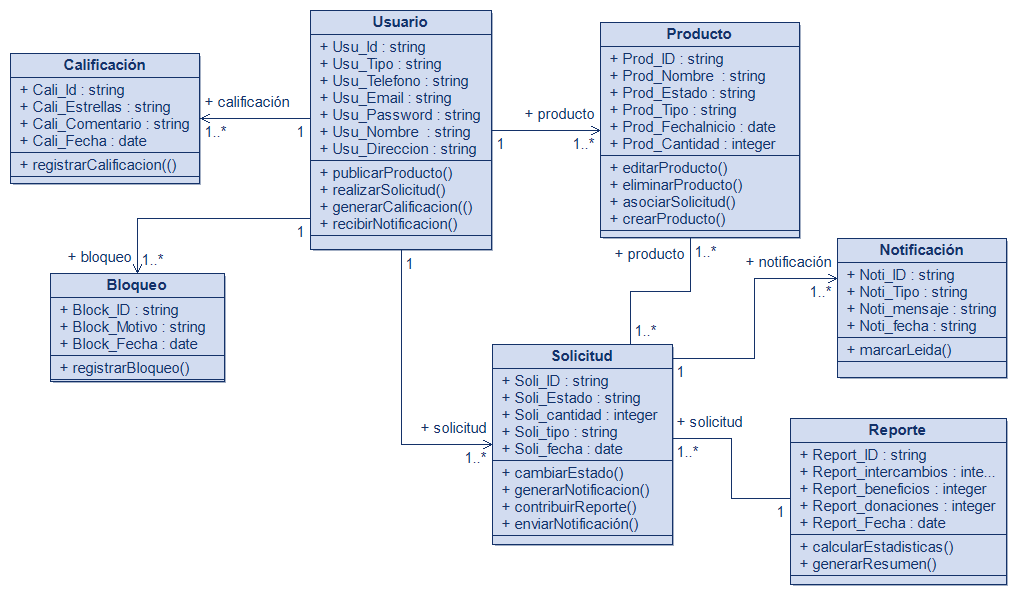 Usuario
+ Usu_Id : string
+ Usu_Tipo : string
+ Usu_Telefono : string
+ Usu_Email : string
+ Usu_Password : string
+ Usu_Nombre  : string
+ Usu_Direccion : string
+ publicarProducto()
+ realizarSolicitud()
+ generarCalificacion(()
+ recibirNotificacion()
Producto
+ Prod_ID : string
+ Prod_Nombre  : string
+ Prod_Estado : string
+ Prod_Tipo : string
+ Prod_FechaInicio : date
+ Prod_Cantidad : integer
+ editarProducto()
+ eliminarProducto()
+ asociarSolicitud()
+ crearProducto()
Calificación
+ Cali_Id : string
+ Cali_Estrellas : string
+ Cali_Comentario : string
+ Cali_Fecha : date
+ registrarCalificacion(()
+ calificación
1..*
1
+ producto
1
1..*
1
+ bloqueo
1..*
Bloqueo
+ Block_ID : string
+ Block_Motivo : string
+ Block_Fecha : date
+ registrarBloqueo()
1
+ producto
1..*
1..*
+ notificación
1..*
Notificación
+ Noti_ID : string
+ Noti_Tipo : string
+ Noti_mensaje : string
+ Noti_fecha : string
+ marcarLeida()
Solicitud
+ Soli_ID : string
+ Soli_Estado : string
+ Soli_cantidad : integer
+ Soli_tipo : string
+ Soli_fecha : date
+ cambiarEstado()
+ generarNotificacion()
+ contribuirReporte()
+ enviarNotificación()
1
+ solicitud
1..*
+ solicitud
1..*
1
Reporte
+ Report_ID : string
+ Report_intercambios : inte...
+ Report_beneficios : integer
+ Report_donaciones : integer
+ Report_Fecha : date
+ calcularEstadisticas()
+ generarResumen()